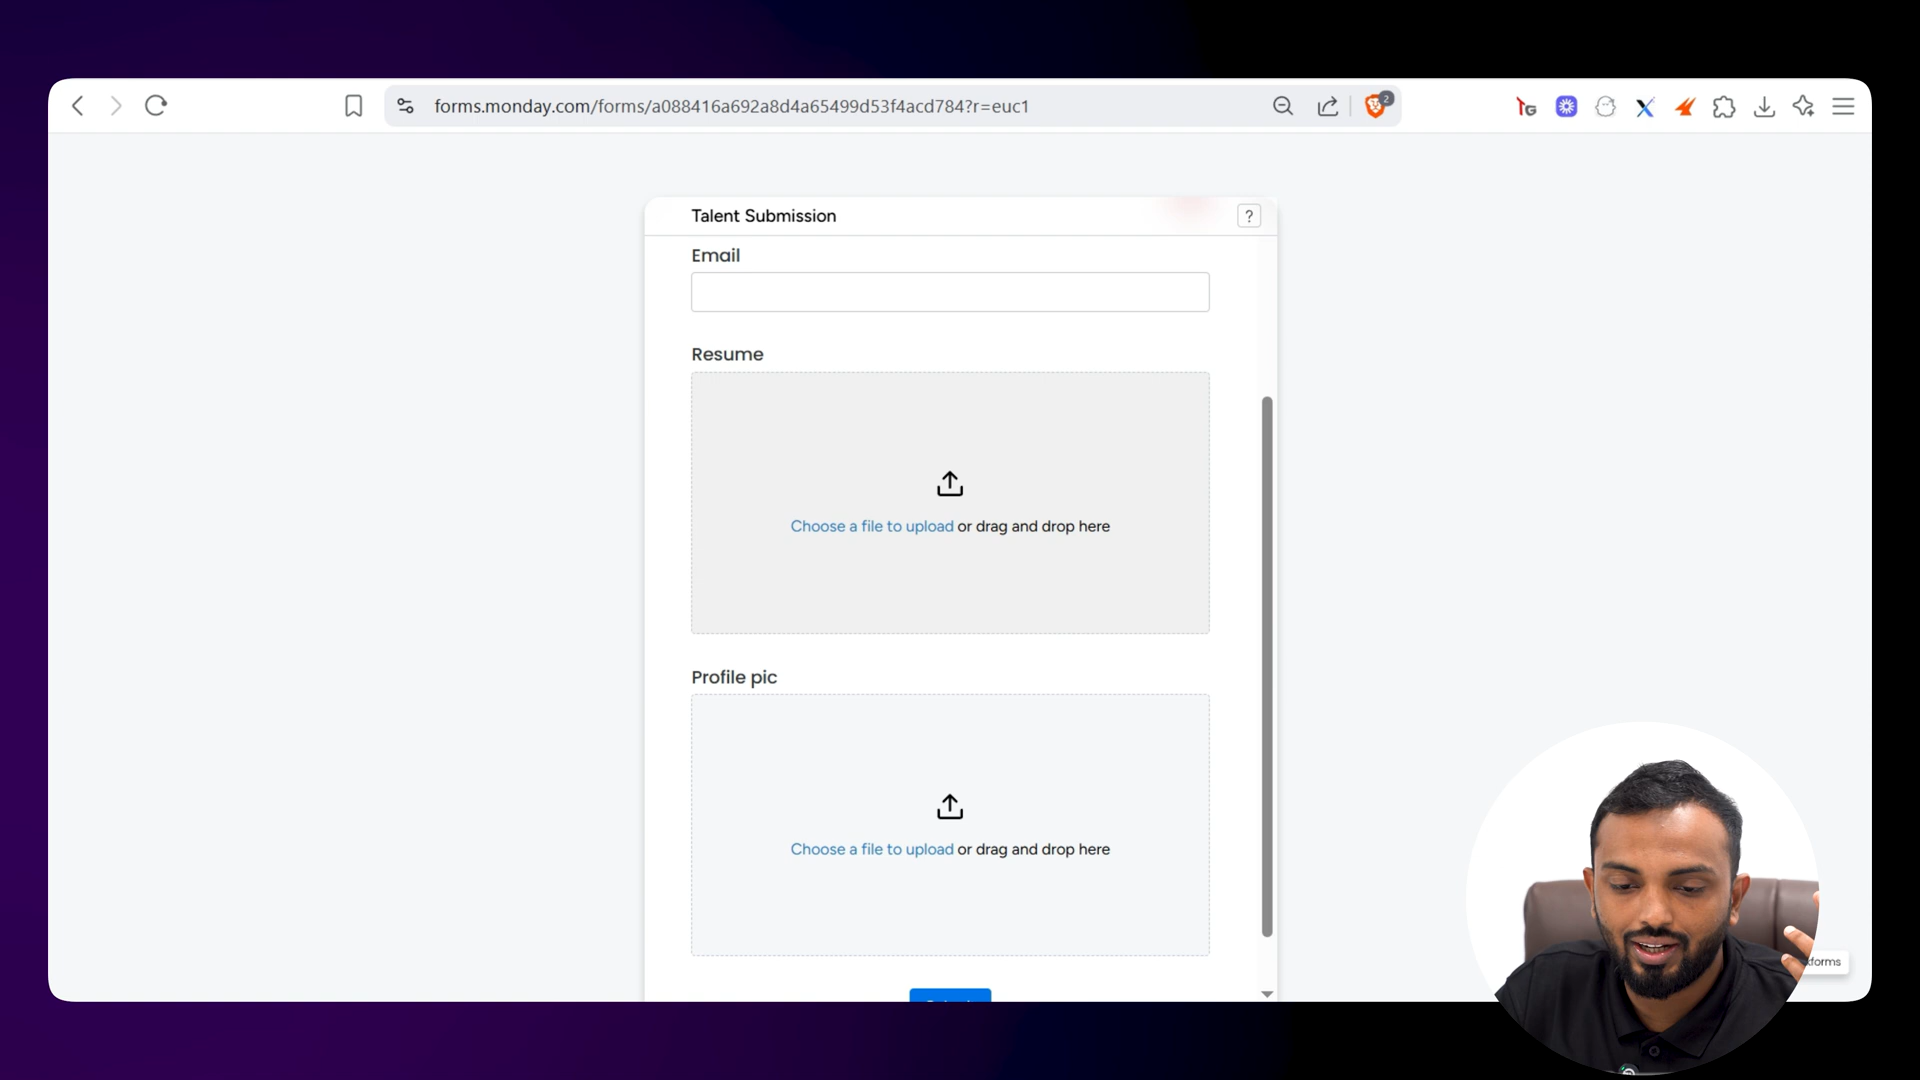 forms.monday.com/forms/a088416a692a8d4a65499d53f4acd784?r=euc1
2
Talent Submission
?
Email
Resume
Choose a file to upload or drag and drop here
Profile pic
Choose a file to upload or drag and drop here